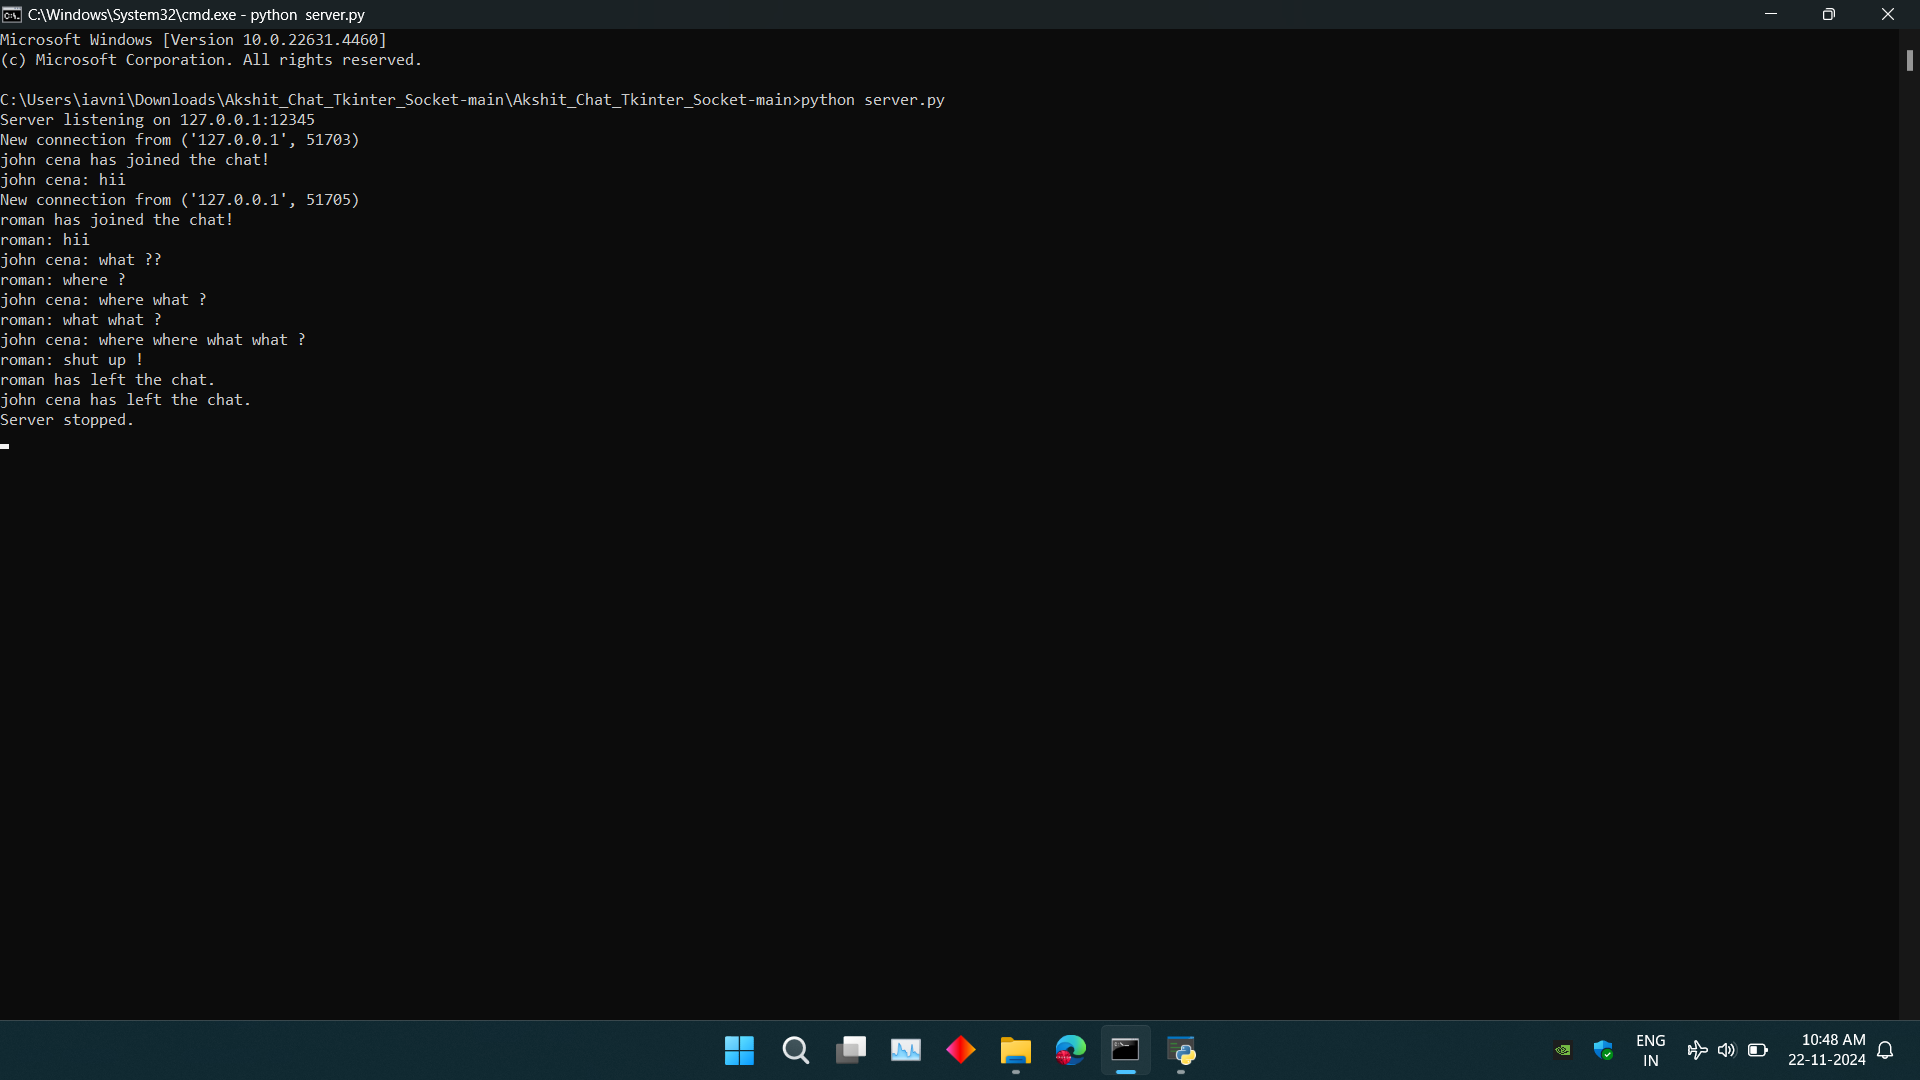 C:\Windows\System32\cmd.exe - python  server.py
Microsoft Windows [Version 10.0.22631.4460]
(c) Microsoft Corporation. All rights reserved.
C:\Users\iavni\Downloads\Akshit_Chat_Tkinter_Socket-main\Akshit_Chat_Tkinter_Socket-main>python server.py
Server listening on 127.0.0.1:12345
New connection from ('127.0.0.1', 51703)
john cena has joined the chat!
john cena: hii
New connection from ('127.0.0.1', 51705)
roman has joined the chat!
roman: hii
john cena: what ??
roman: where ?
john cena: where what ?
roman: what what ?
john cena: where where what what ?
roman: shut up !
roman has left the chat.
john cena has left the chat.
Server stopped.
ENG
IN
10:48 AM
22-11-2024